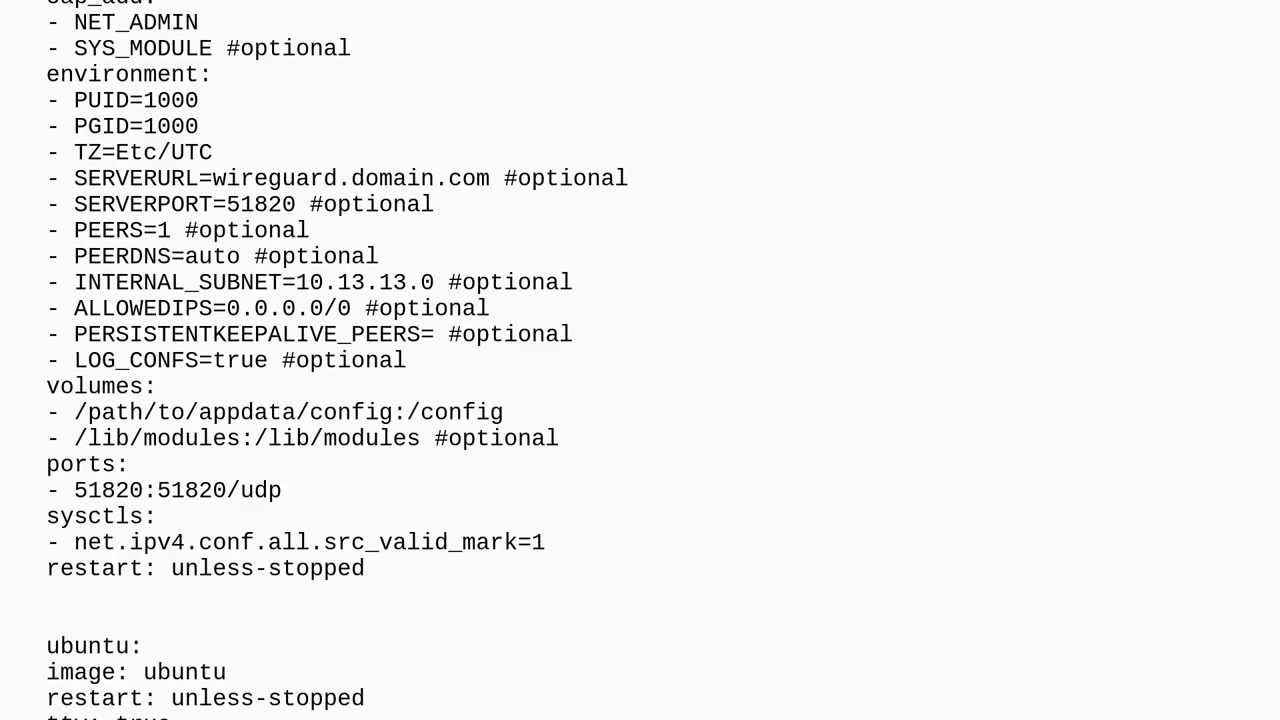 cap_add:
- NET_ADMIN
- SYS_MODULE #optional
environment:
- PUID=1000
- PGID=1000
- TZ=Etc/UTC
- SERVERURL=wireguard.domain.com #optional
- SERVERPORT=51820 #optional
- PEERS=1 #optional
- PEERDNS=auto #optional
- INTERNAL_SUBNET=10.13.13.0 #optional
- ALLOWEDIPS=0.0.0.0/0 #optional
- PERSISTENTKEEPALIVE_PEERS= #optional
- LOG_CONFS=true #optional
volumes:
- /path/to/appdata/config:/config
- /lib/modules:/lib/modules #optional
ports:
- 51820:51820/udp
sysctls:
- net.ipv4.conf.all.src_valid_mark=1
restart: unless-stopped
ubuntu:
image: ubuntu
restart: unless-stopped
tty: true